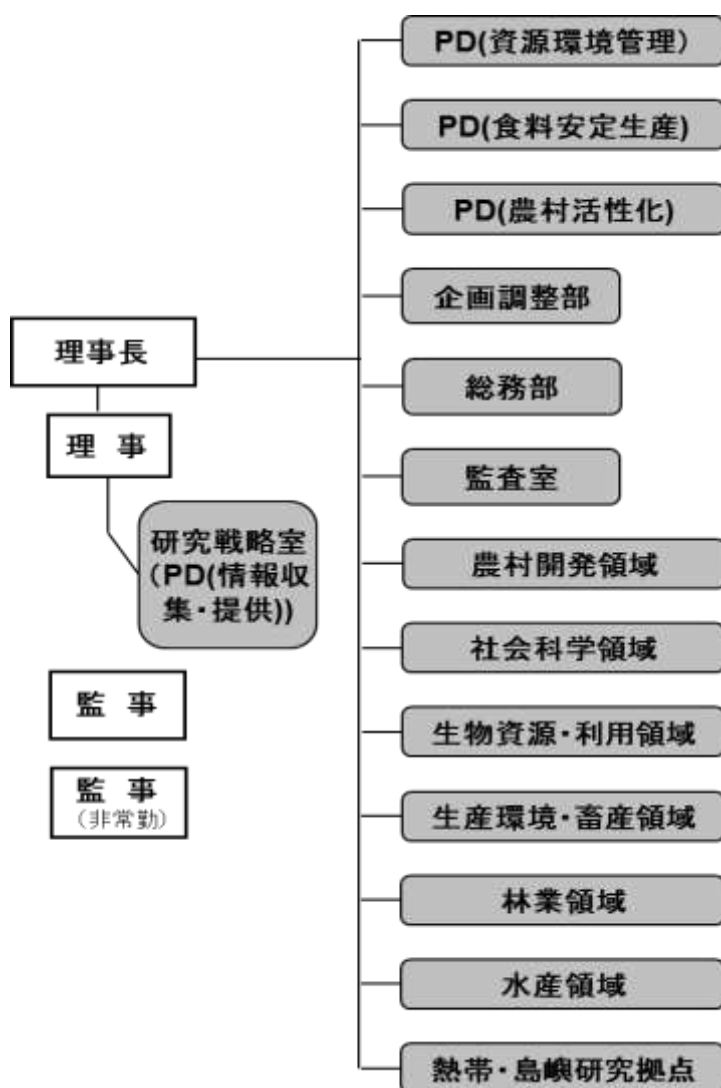 PD(資源環境管理)
PD(食料安定生産)
PD(農村活性化)
企画調整部
理事長
総務部
理 事
監査室
研究戦略室
(PD(情報収
集・提供))
農村開発領域
社会科学領域
監 事
生物資源・利用領域
監 事
(非常勤)
生産環境・畜産領域
林業領域
水産領域
熱帯・島嶼研究拠点